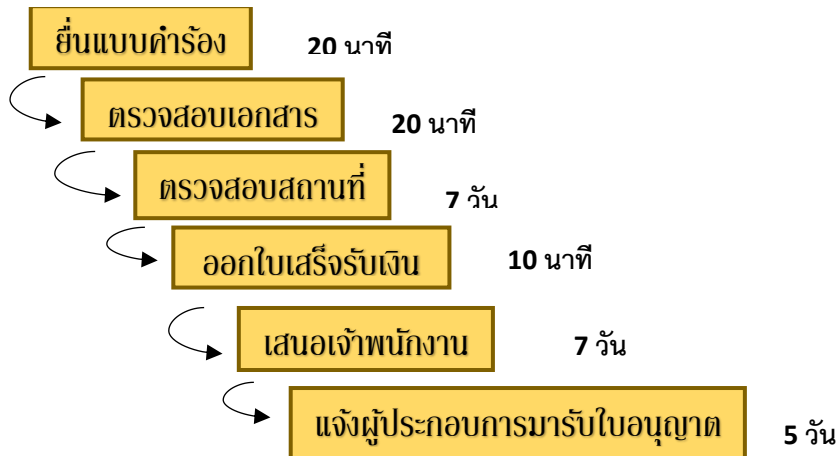 ยื่นแบบคำร้อง 20 นาที
ตรวจสอบเอกสาร 20 นาที
ตรวจสอบสถานที่ 7 วัน
ออกใบเสร็จรับเงิน 10 นาที
เสนอเจ้าพนักงาน 7 วัน
แจ้งผู้ประกอบการมารับใบอนุญาต 5 วัน